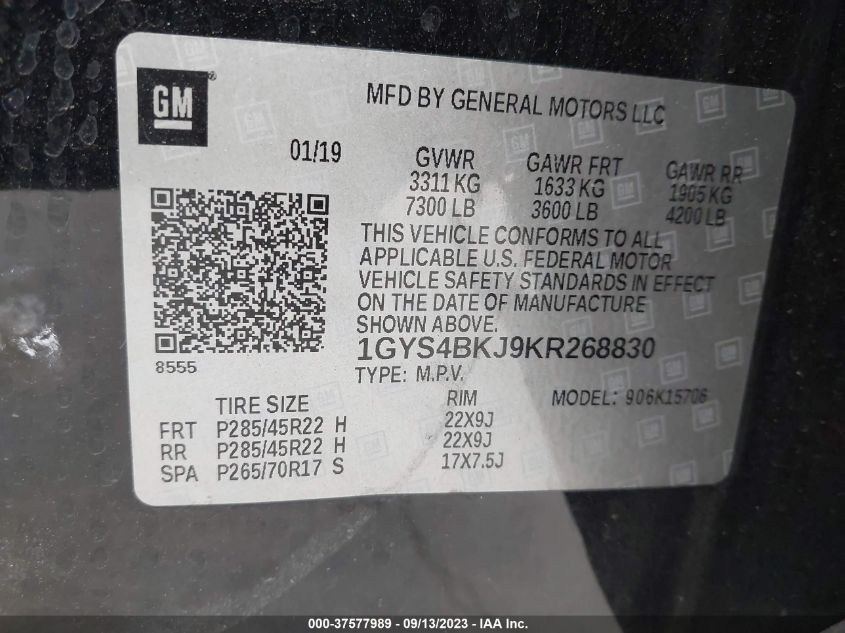 GM
MFD BY GENERAL MOTORS LLC
01/19
GVWR GAWR FRT GAWR RR
3311 KG 1633 KG 1905 KG
7300 LB 3600 LB 4200 LB
THIS VEHICLE CONFORMS TO ALL
APPLICABLE U.S. FEDERAL MOTOR
VEHICLE SAFETY STANDARDS IN EFFECT
ON THE DATE OF MANUFACTURE
SHOWN ABOVE.
8555
1GYS4BKJ9KR268830
TYPE: M.P.V. MODEL: 906K15706
TIRE SIZE RIM
FRT P285/45R22 H 22X9J
RR P285/45R22 H 22X9J
SPA P265/70R17 S 17X7.5J
000-37577989 - 09/13/2023 - IAA Inc.